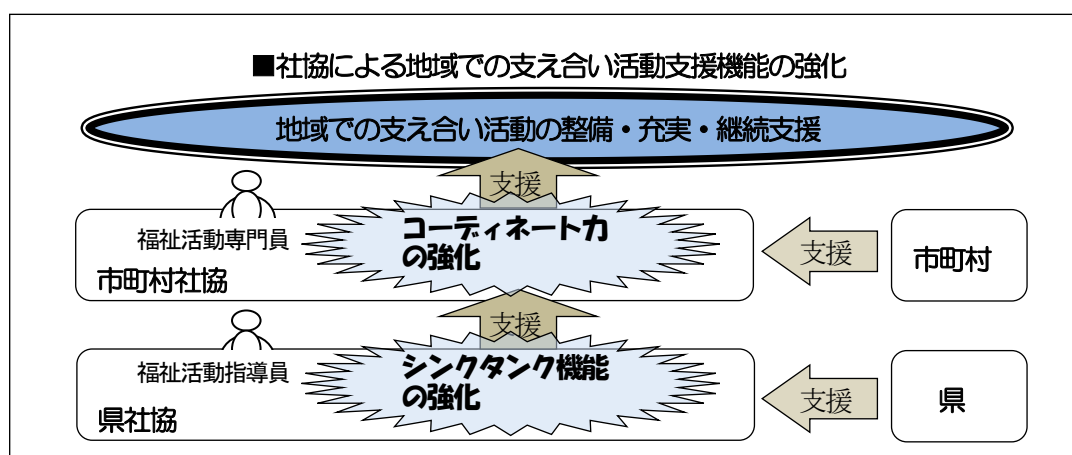 ■社協による地域での支え合い活動支援機能の強化
地域での支え合い活動の整備・充実・継続支援
支援
福祉活動専門員
コーディネート力
の強化
市町村社協
支援
市町村
支援
福祉活動指導員
シンクタンク機能
の強化
県社協
支援
県